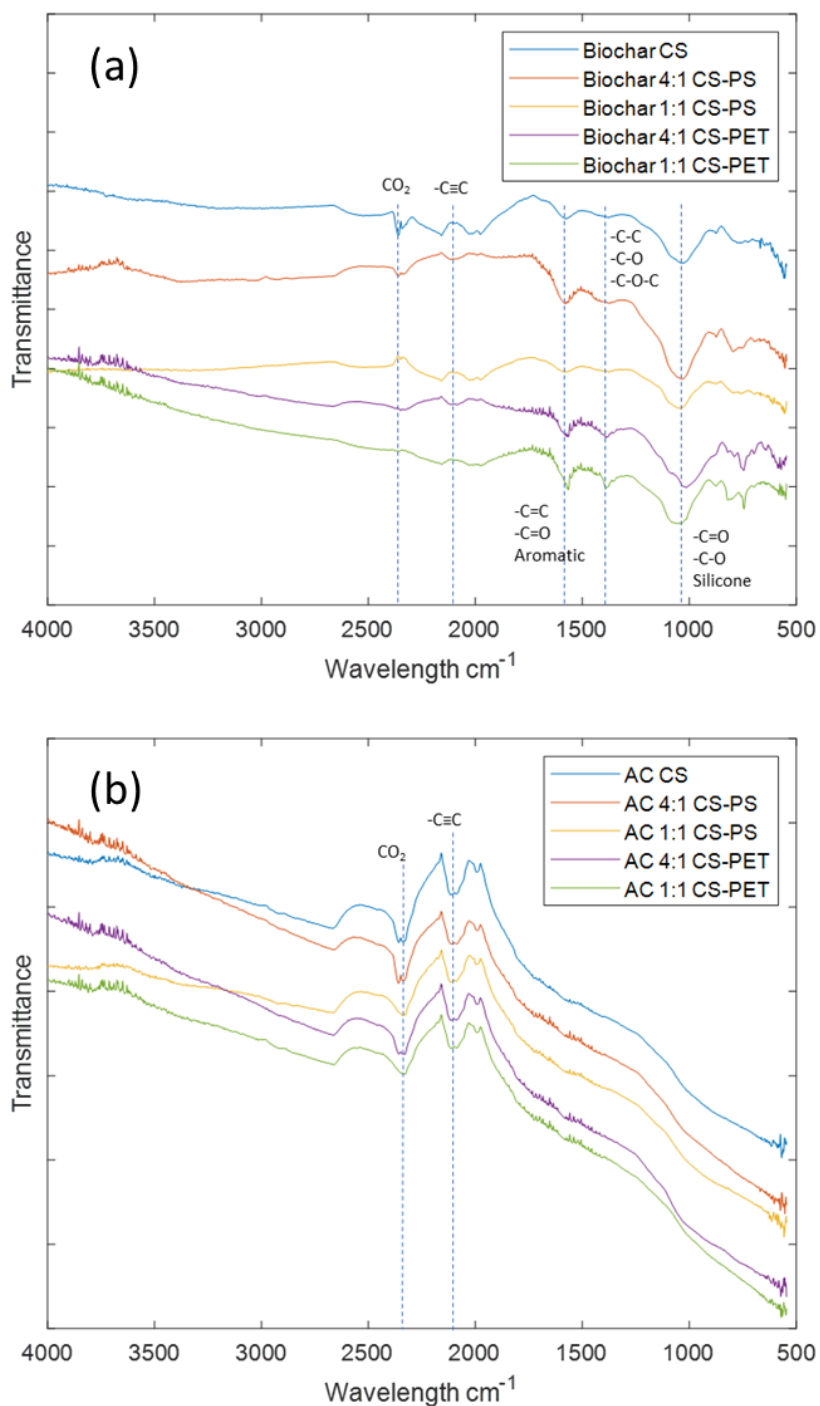 (a)
Biochar CS
Biochar 4:1 CS-PS
Biochar 1:1 CS-PS
Biochar 4:1 CS-PET
Biochar 1:1 CS-PET
CO₂
-C≡C
-C-C
-C-O
-C-O-C
Transmittance
-C=C
-C=O
Aromatic
-C=O
-C-O
Silicone
4000 3500 3000 2500 2000 1500 1000 500
Wavelength cm⁻¹
(b)
AC CS
AC 4:1 CS-PS
AC 1:1 CS-PS
AC 4:1 CS-PET
AC 1:1 CS-PET
CO₂
-C≡C
Transmittance
4000 3500 3000 2500 2000 1500 1000 500
Wavelength cm⁻¹